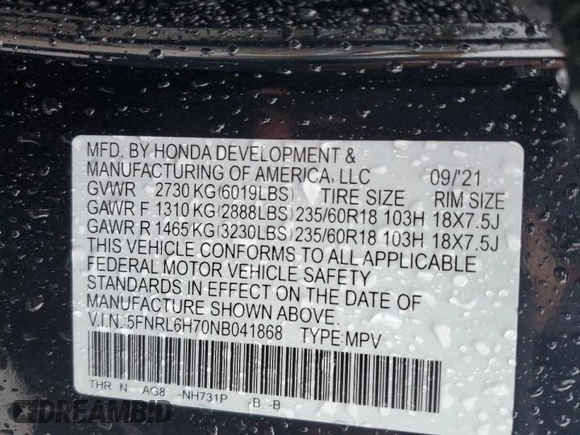 MFD. BY HONDA DEVELOPMENT &
MANUFACTURING OF AMERICA, LLC 09/'21
GVWR 2730 KG (6019LBS) TIRE SIZE RIM SIZE
GAWR F 1310 KG (2888LBS) 235/60R18 103H 18X7.5J
GAWR R 1465 KG (3230LBS) 235/60R18 103H 18X7.5J
THIS VEHICLE CONFORMS TO ALL APPLICABLE
FEDERAL MOTOR VEHICLE SAFETY
STANDARDS IN EFFECT ON THE DATE OF
MANUFACTURE SHOWN ABOVE.
V.I.N. 5FNRL6H70NB041868 TYPE:MPV
THR N AG8 -NH731P -B -B
DREAMBID